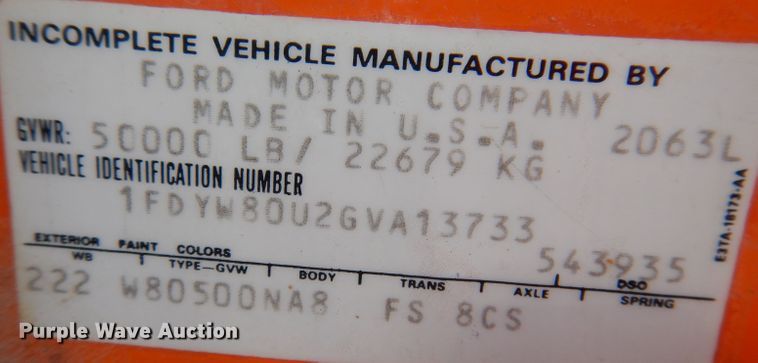 INCOMPLETE VEHICLE MANUFACTURED BY
FORD MOTOR COMPANY
MADE IN U.S.A.
GVWR: 50000 LB/ 22679 KG 2063L
VEHICLE IDENTIFICATION NUMBER
1FDYW80U2GVA13733
E3TA-1B173-AA
EXTERIOR PAINT COLORS 543935 DSO
WB TYPE–GVW BODY TRANS AXLE SPRING
222 W80500NA8 FS 8CS
Purple Wave Auction